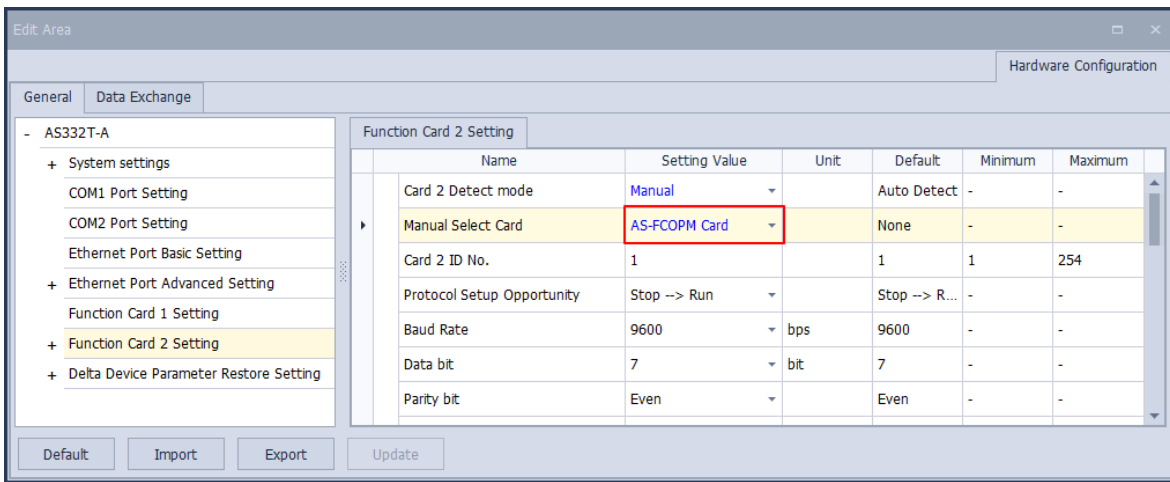 Edit Area
Hardware Configuration
General Data Exchange
- AS332T-A
+ System settings
COM1 Port Setting
COM2 Port Setting
Ethernet Port Basic Setting
+ Ethernet Port Advanced Setting
Function Card 1 Setting
+ Function Card 2 Setting
+ Delta Device Parameter Restore Setting
Function Card 2 Setting
Name Setting Value Unit Default Minimum Maximum
Card 2 Detect mode Manual Auto Detect - -
Manual Select Card AS-FCOPM Card None - -
Card 2 ID No. 1 1 1 254
Protocol Setup Opportunity Stop --> Run Stop --> R... - -
Baud Rate 9600 bps 9600 - -
Data bit 7 bit 7 - -
Parity bit Even Even - -
Default Import Export Update